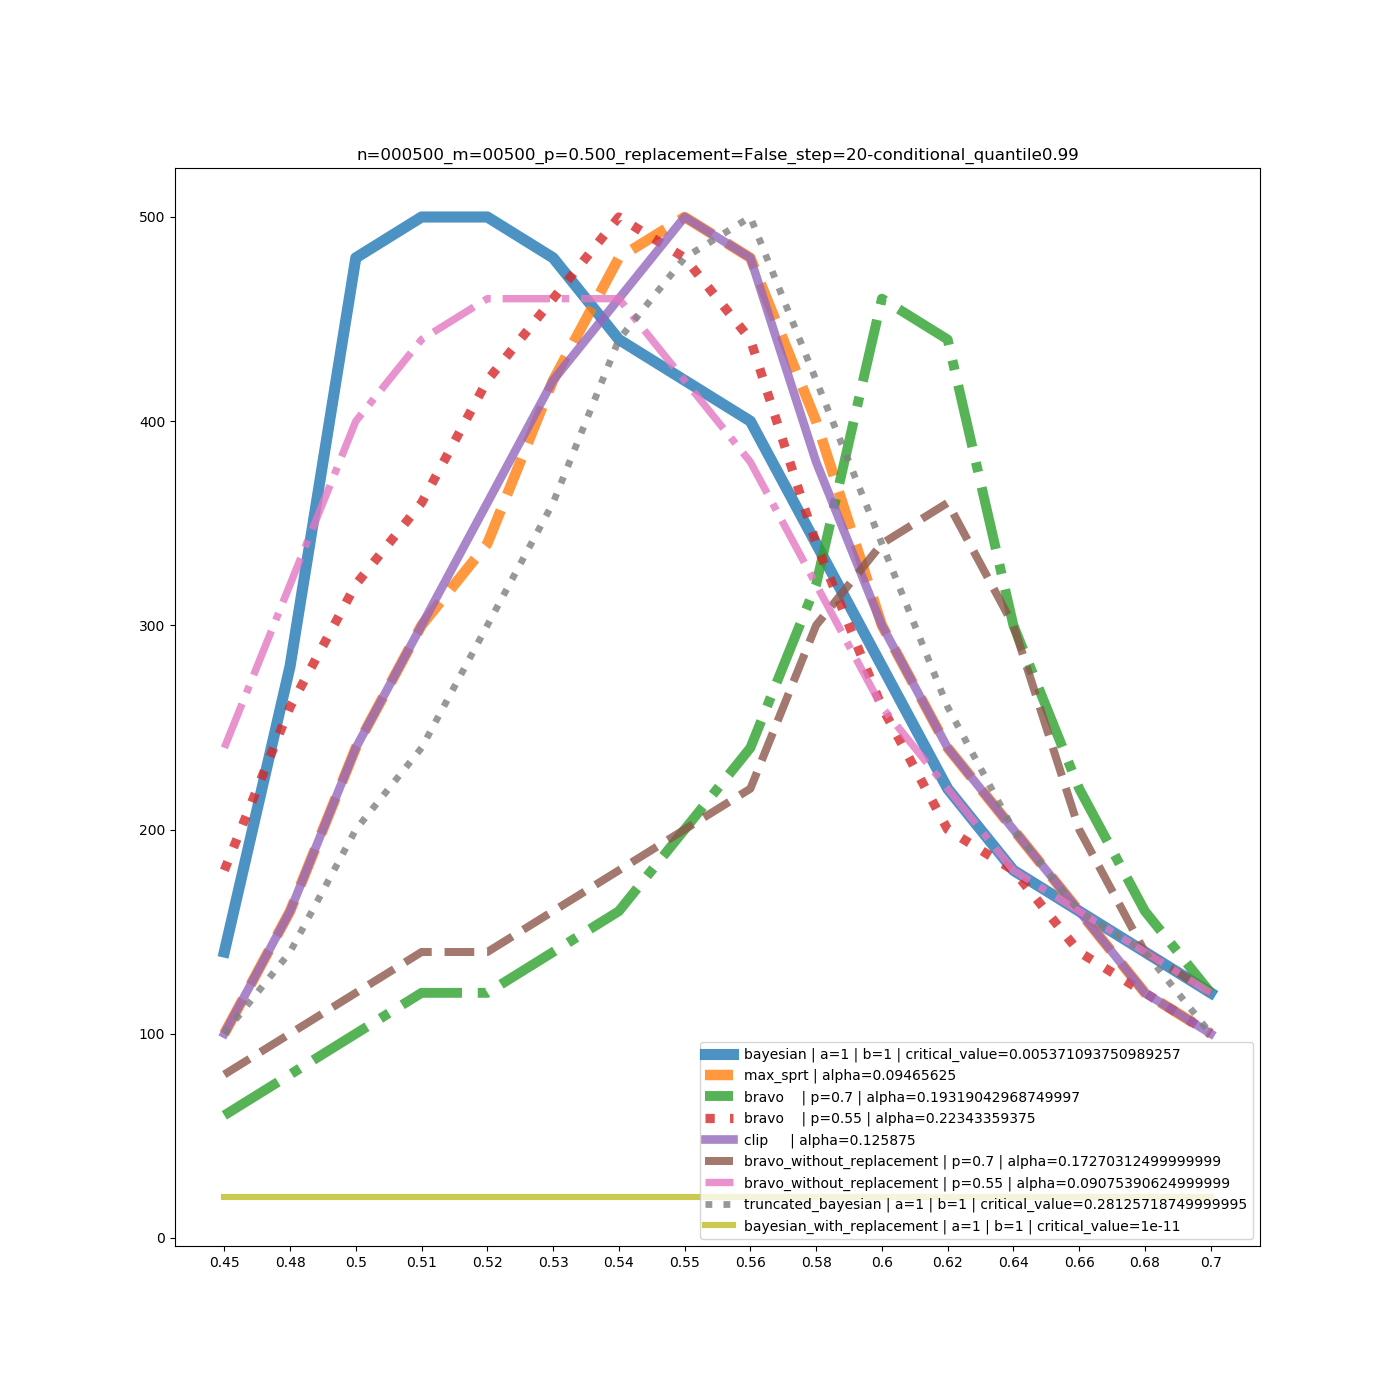 n=000500_m=00500_p=0.500_replacement=False_step=20-conditional_quantile0.99
500
400
300
200
100
0
bayesian | a=1 | b=1 | critical_value=0.005371093750989257
max_sprt | alpha=0.09465625
bravo | p=0.7 | alpha=0.19319042968749997
bravo | p=0.55 | alpha=0.22343359375
clip | alpha=0.125875
bravo_without_replacement | p=0.7 | alpha=0.17270312499999999
bravo_without_replacement | p=0.55 | alpha=0.09075390624999999
truncated_bayesian | a=1 | b=1 | critical_value=0.28125718749999995
bayesian_with_replacement | a=1 | b=1 | critical_value=1e-11
0.45 0.48 0.5 0.51 0.52 0.53 0.54 0.55 0.56 0.58 0.6 0.62 0.64 0.66 0.68 0.7